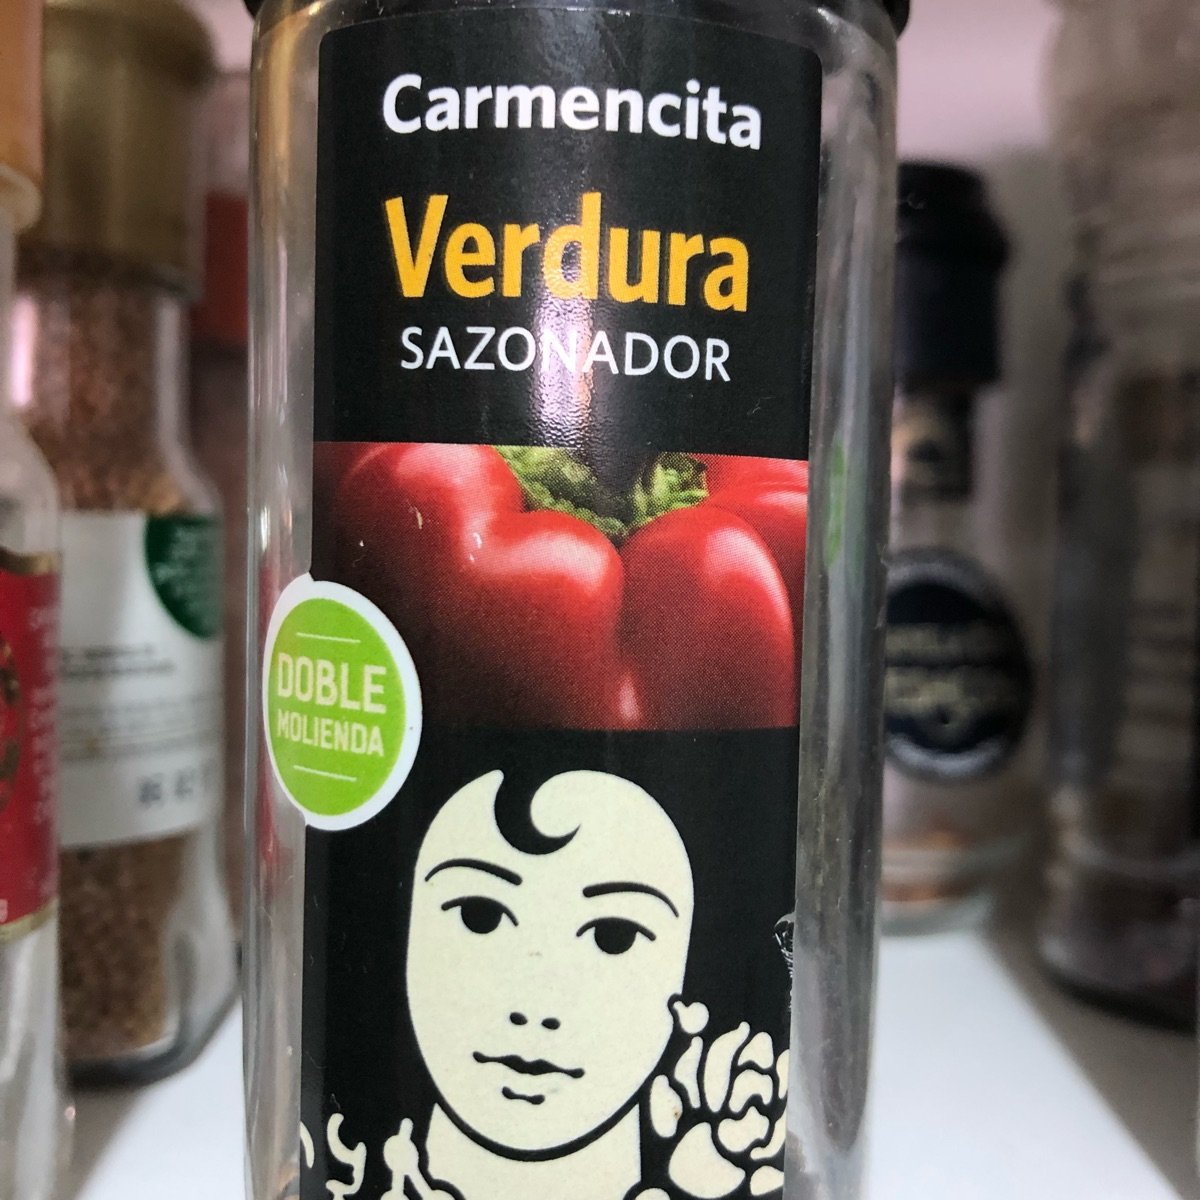 Carmencita
Verdura
SAZONADOR
DOBLE
MOLIENDA